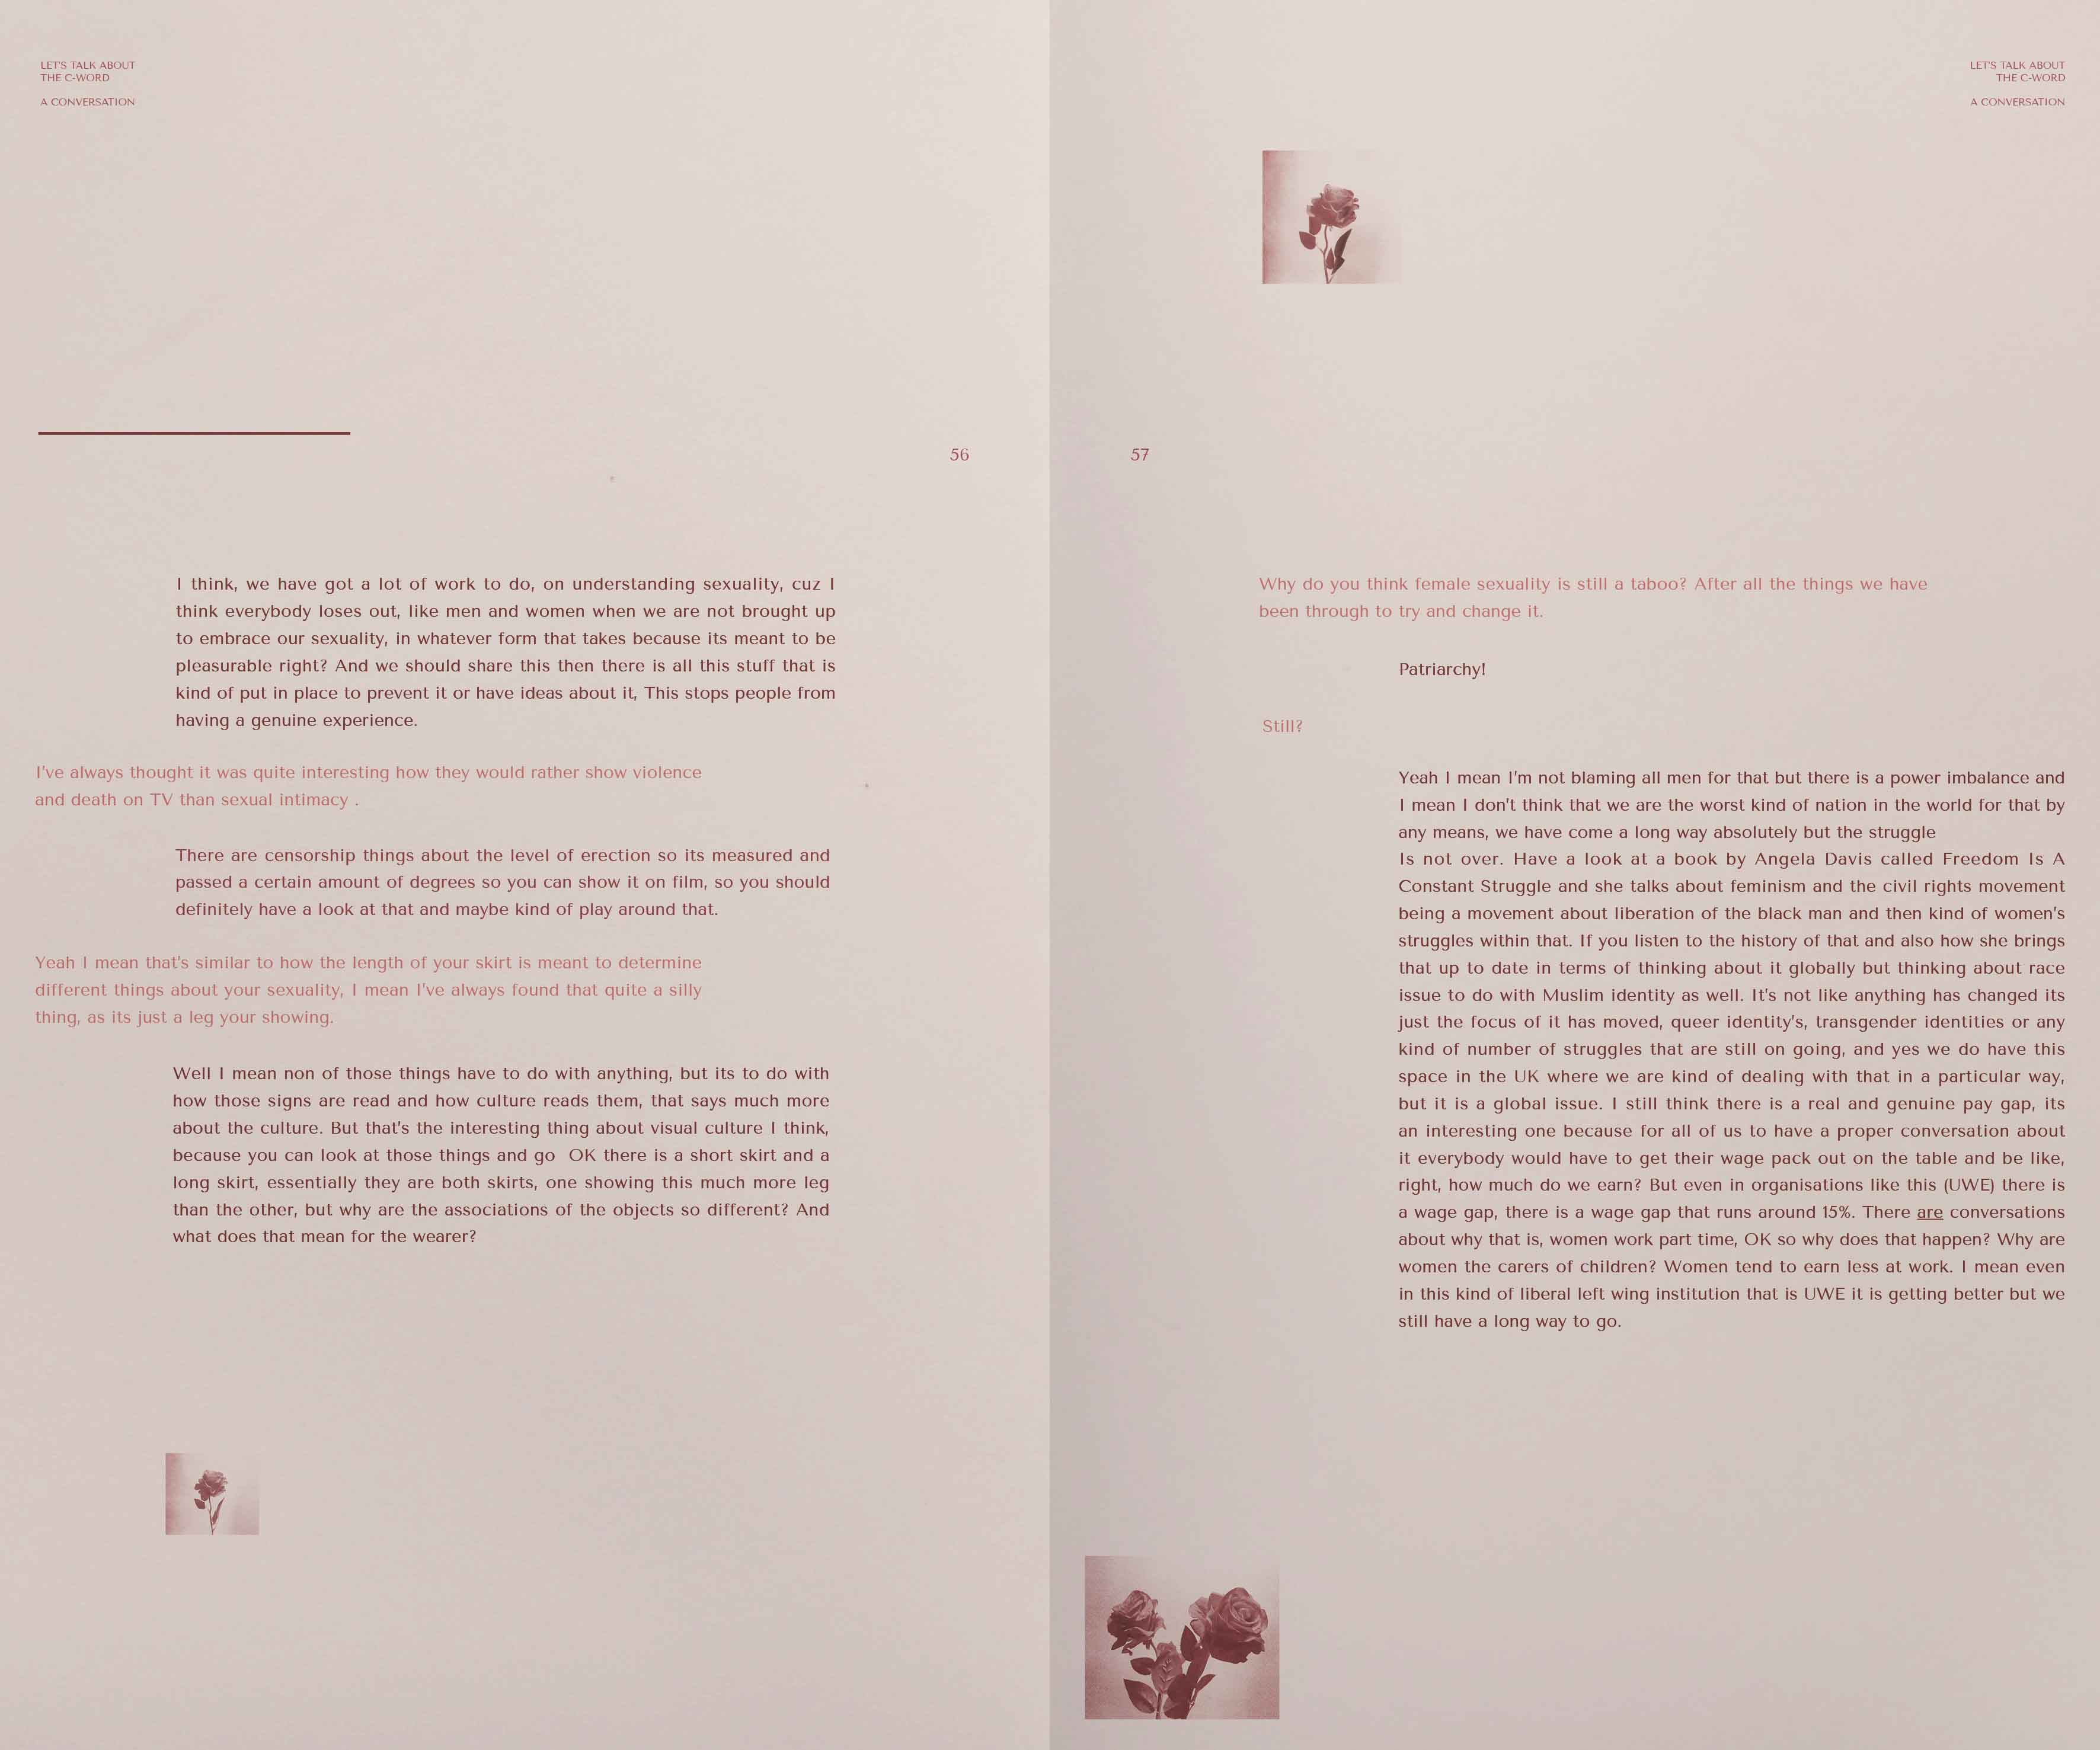 LET'S TALK ABOUT
THE C-WORD
A CONVERSATION
56
I think, we have got a lot of work to do, on understanding sexuality, cuz I
think everybody loses out, like men and women when we are not brought up
to embrace our sexuality, in whatever form that takes because its meant to be
pleasurable right? And we should share this then there is all this stuff that is
kind of put in place to prevent it or have ideas about it, This stops people from
having a genuine experience.
I've always thought it was quite interesting how they would rather show violence
and death on TV than sexual intimacy .
There are censorship things about the level of erection so its measured and
passed a certain amount of degrees so you can show it on film, so you should
definitely have a look at that and maybe kind of play around that.
Yeah I mean that's similar to how the length of your skirt is meant to determine
different things about your sexuality, I mean I've always found that quite a silly
thing, as its just a leg your showing.
Well I mean non of those things have to do with anything, but its to do with
how those signs are read and how culture reads them, that says much more
about the culture. But that's the interesting thing about visual culture I think,
because you can look at those things and go  OK there is a short skirt and a
long skirt, essentially they are both skirts, one showing this much more leg
than the other, but why are the associations of the objects so different? And
what does that mean for the wearer?
LET'S TALK ABOUT
THE C-WORD
A CONVERSATION
57
Why do you think female sexuality is still a taboo? After all the things we have
been through to try and change it.
Patriarchy!
Still?
Yeah I mean I'm not blaming all men for that but there is a power imbalance and
I mean I don't think that we are the worst kind of nation in the world for that by
any means, we have come a long way absolutely but the struggle
Is not over. Have a look at a book by Angela Davis called Freedom Is A
Constant Struggle and she talks about feminism and the civil rights movement
being a movement about liberation of the black man and then kind of women's
struggles within that. If you listen to the history of that and also how she brings
that up to date in terms of thinking about it globally but thinking about race
issue to do with Muslim identity as well. It's not like anything has changed its
just the focus of it has moved, queer identity's, transgender identities or any
kind of number of struggles that are still on going, and yes we do have this
space in the UK where we are kind of dealing with that in a particular way,
but it is a global issue. I still think there is a real and genuine pay gap, its
an interesting one because for all of us to have a proper conversation about
it everybody would have to get their wage pack out on the table and be like,
right, how much do we earn? But even in organisations like this (UWE) there is
a wage gap, there is a wage gap that runs around 15%. There are conversations
about why that is, women work part time, OK so why does that happen? Why are
women the carers of children? Women tend to earn less at work. I mean even
in this kind of liberal left wing institution that is UWE it is getting better but we
still have a long way to go.